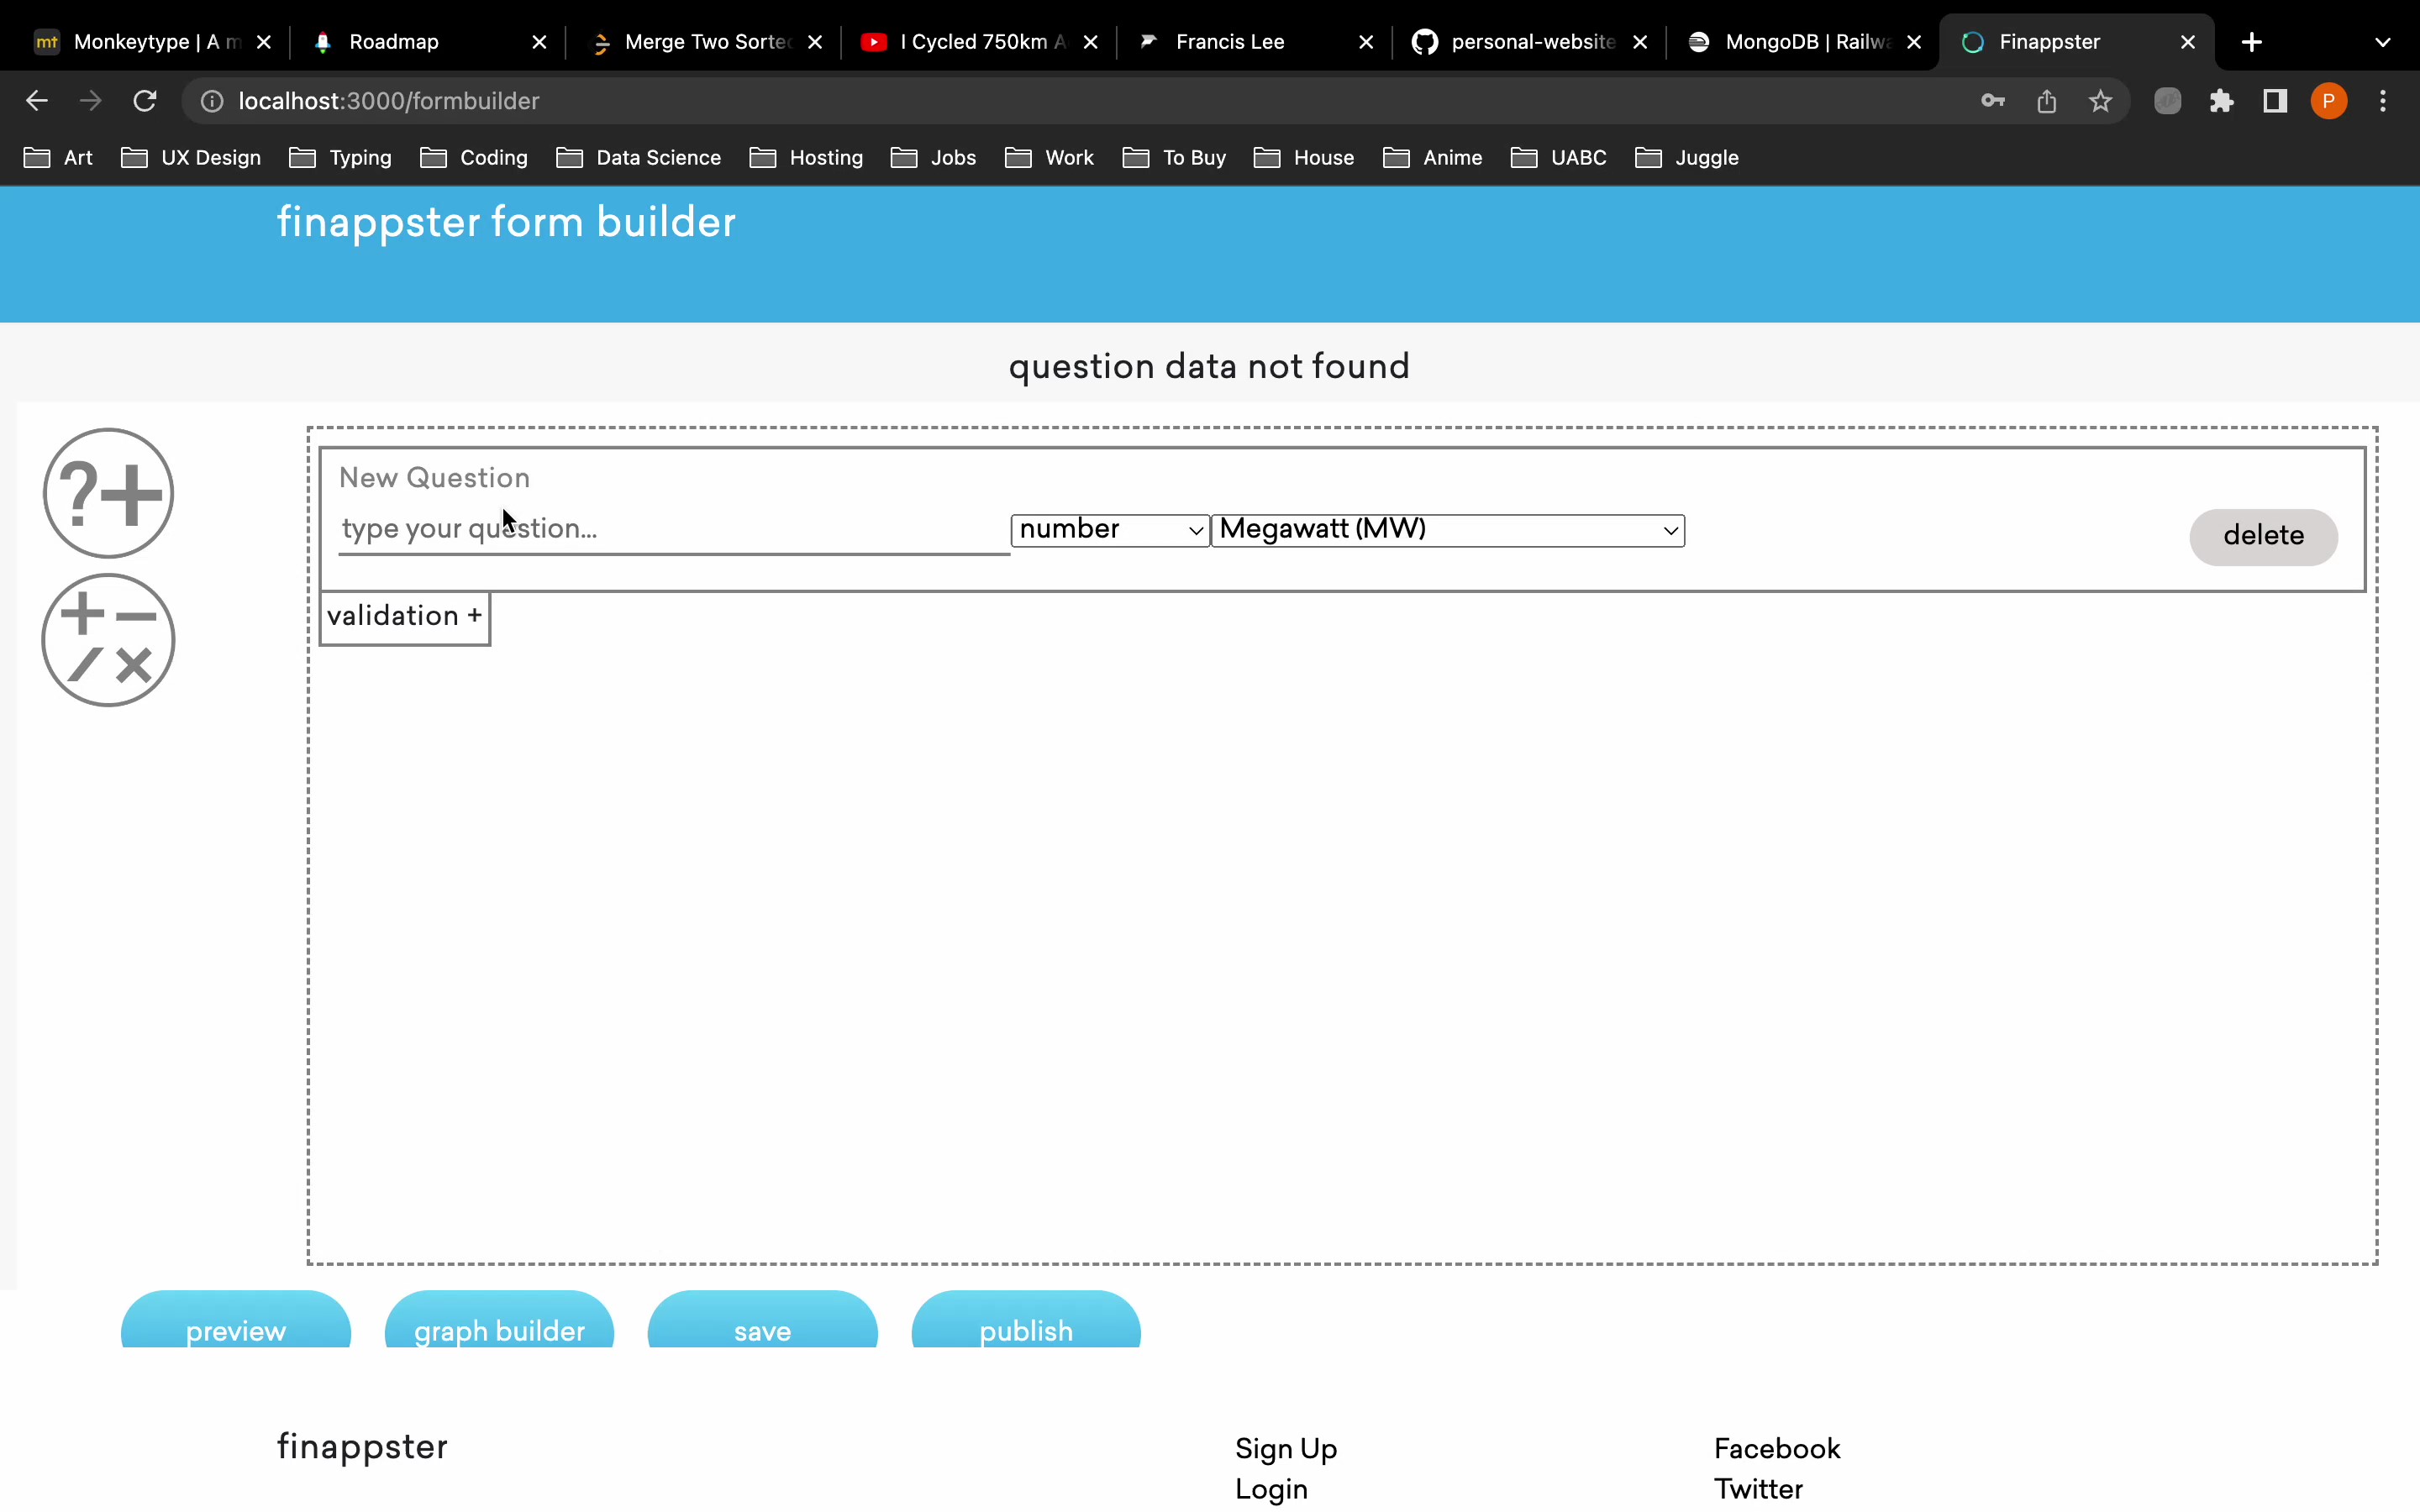 mt Monkeytype | A m
Roadmap
Merge Two Sorte
I Cycled 750km A
Francis Lee
personal-website
MongoDB | Railw
Finappster
localhost:3000/formbuilder
P
Art UX Design Typing Coding Data Science Hosting Jobs Work To Buy House Anime UABC Juggle
finappster form builder
question data not found
?+
New Question
type your question...
number
Megawatt (MW)
delete
validation +
preview
graph builder
save
publish
finappster
Sign Up
Login
Facebook
Twitter